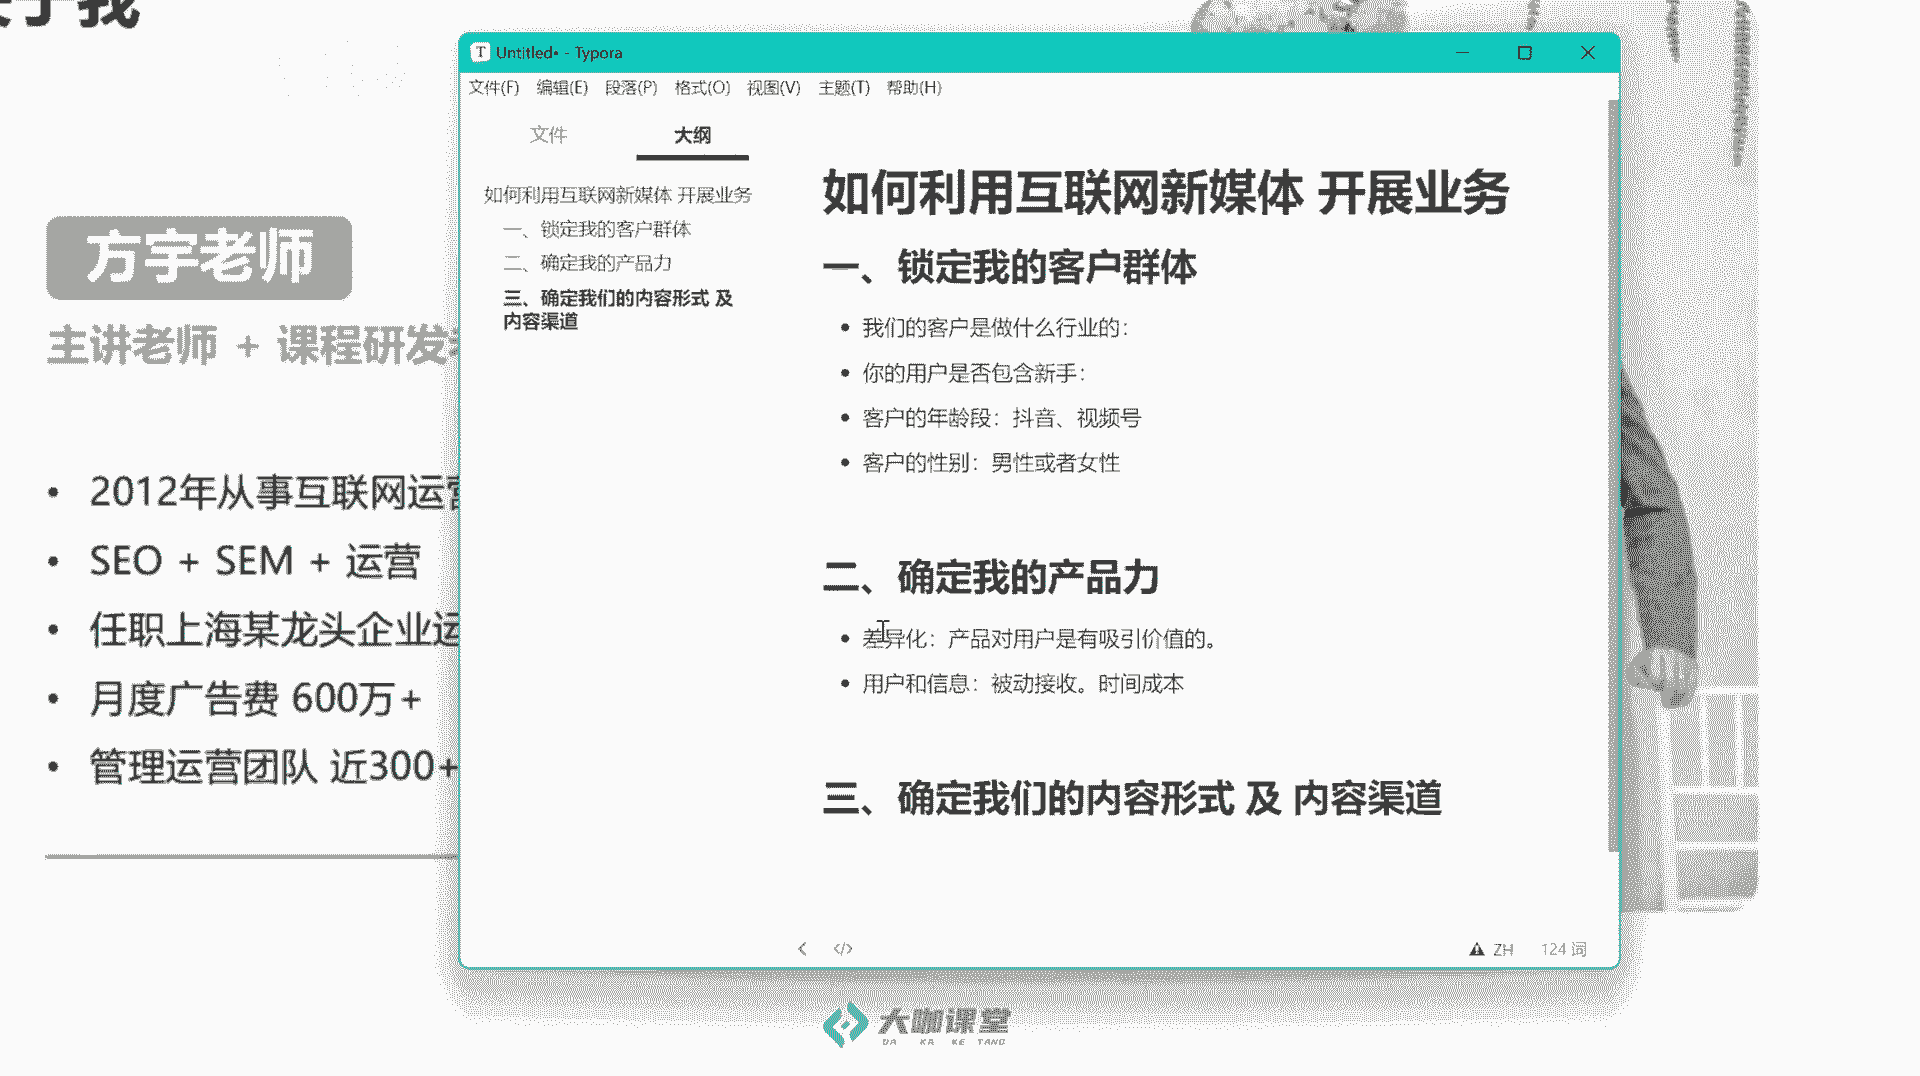 于我
方宇老师
主讲老师 + 课程研发
2012年从事互联网运营
SEO + SEM + 运营
任职上海某龙头企业运
月度广告费 600万+
管理运营团队 近300+
T Untitled• - Typora
文件(F) 编辑(E) 段落(P) 格式(O) 视图(V) 主题(T) 帮助(H)
文件 大纲
如何利用互联网新媒体 开展业务
一、锁定我的客户群体
二、确定我的产品力
三、确定我们的内容形式 及
内容渠道
如何利用互联网新媒体 开展业务
一、锁定我的客户群体
• 我们的客户是做什么行业的：
• 你的用户是否包含新手：
• 客户的年龄段：抖音、视频号
• 客户的性别：男性或者女性
二、确定我的产品力
• 差异化：产品对用户是有吸引价值的。
• 用户和信息：被动接收。时间成本
三、确定我们的内容形式 及 内容渠道
ZH 124 词
大咖课堂
DA KA KE TANG